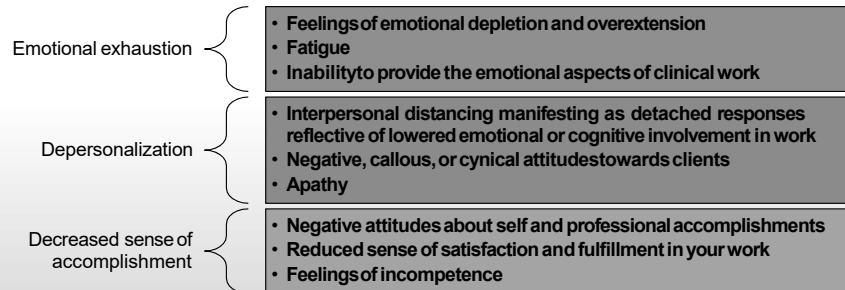 Emotional exhaustion
• Feelings of emotional depletion and overextension
• Fatigue
• Inabilityto provide the emotional aspects of clinical work
Depersonalization
• Interpersonal distancing manifesting as detached responses
reflective of lowered emotional or cognitive involvement in work
• Negative, callous, or cynical attitudestowards clients
• Apathy
Decreased sense of
accomplishment
• Negative attitudes about self and professional accomplishments
• Reduced sense of satisfaction and fulfillment in your work
• Feelings of incompetence